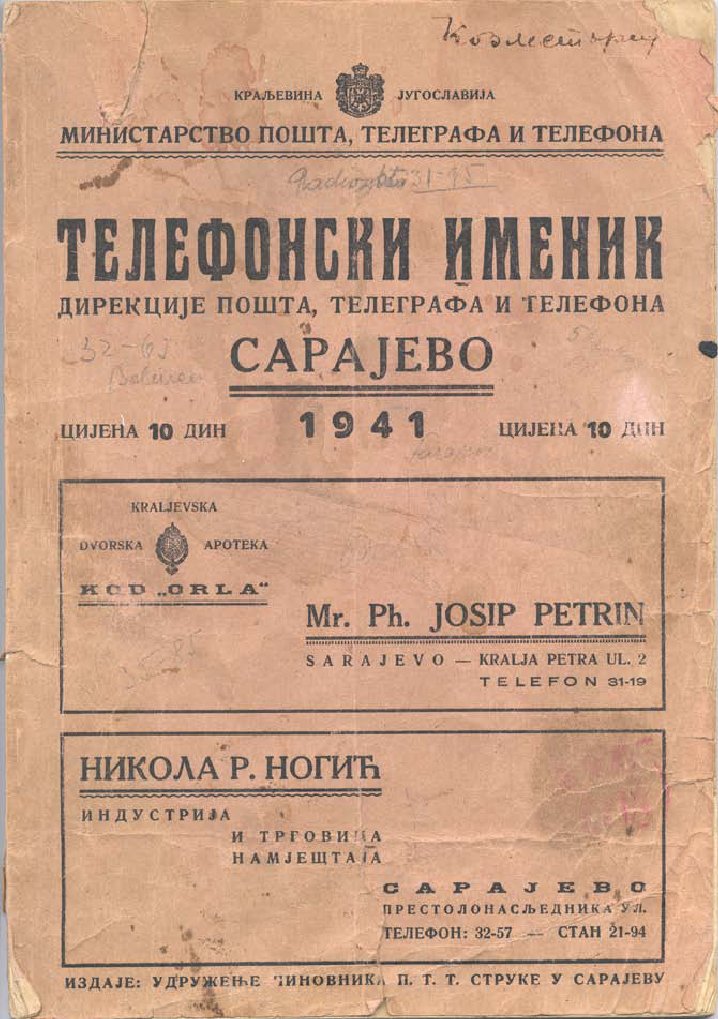 КРАЉЕВИНА ЈУГОСЛАВИЈА
МИНИСТАРСТВО ПОШТА, ТЕЛЕГРАФА И ТЕЛЕФОНА
31-95
ТЕЛЕФОНСКИ ИМЕНИК
ДИРЕКЦИЈЕ ПОШТА, ТЕЛЕГРАФА И ТЕЛЕФОНА
САРАЈЕВО
ЦИЈЕНА 10 ДИН 1941 ЦИЈЕНА 10 ДИН
KRALJEVSKA
DVORSKA APOTEKA
KOD „ORLA“
Mr. Ph. JOSIP PETRIN
SARAJEVO — KRALJA PETRA UL. 2
TELEFON 31-19
НИКОЛА Р. НОГИЋ
ИНДУСТРИЈА
И ТРГОВИНА
НАМЈЕШТАЈА
САРАЈЕВО
ПРЕСТОЛОНАСЉЕДНИКА УЛ.
ТЕЛЕФОН: 32-57 — СТАН 21-94
ИЗДАЈЕ: УДРУЖЕЊЕ ЧИНОВНИКА П. Т. Т. СТРУКЕ У САРАЈЕВУ